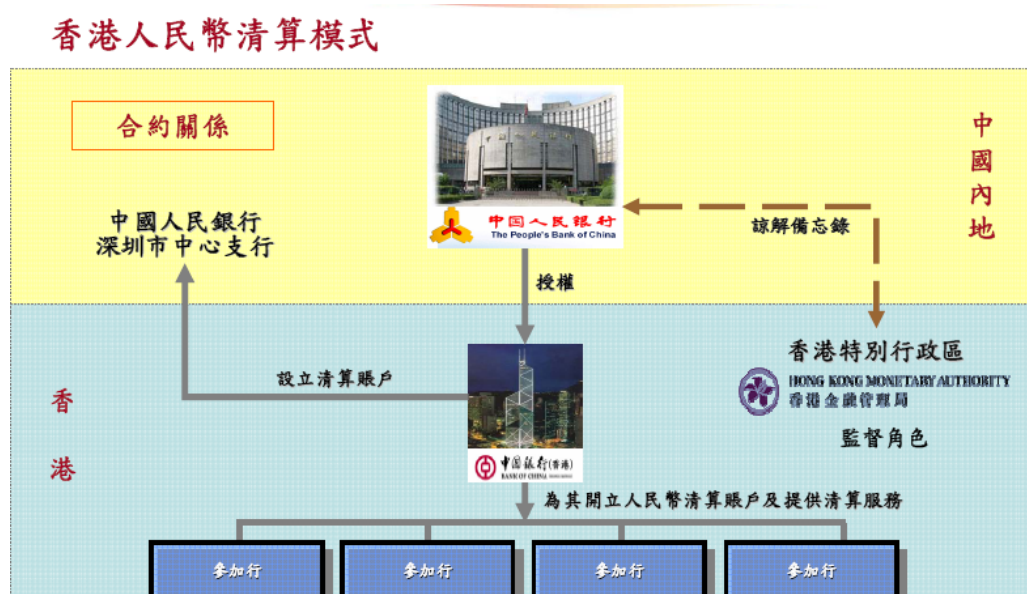 香港人民幣清算模式
合約關係
中國內地
中國人民銀行
深圳市中心支行
中国人民银行
The People's Bank of China
諒解備忘錄
授權
香港特別行政區
HONG KONG MONETARY AUTHORITY
香港金融管理局
監督角色
設立清算賬戶
香港
中国银行(香港)
BANK OF CHINA
為其開立人民幣清算賬戶及提供清算服務
參加行
參加行
參加行
參加行